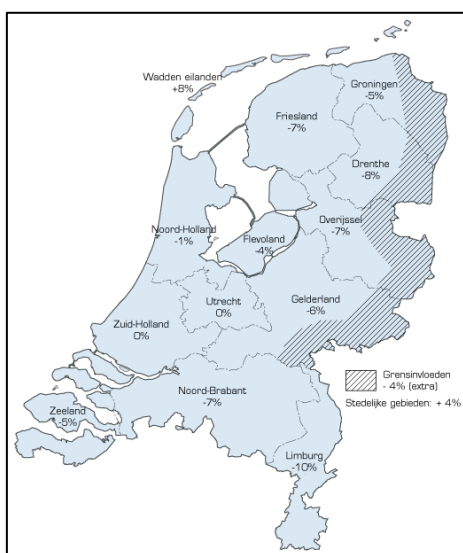 Wadden eilanden
+8%
Groningen
-5%
Friesland
-7%
Drenthe
-8%
Noord-Holland
-1%
Flevoland
-4%
Overijssel
-7%
Utrecht
0%
Gelderland
-6%
Zuid-Holland
0%
Grensinvloeden
- 4% (extra)
Stedelijke gebieden: + 4%
Noord-Brabant
-7%
Zeeland
-5%
Limburg
-10%